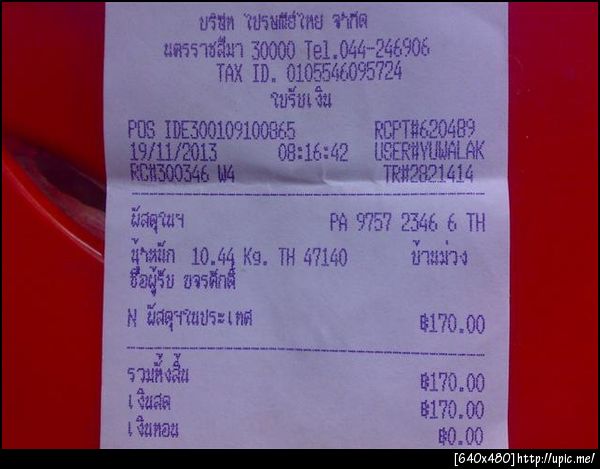 บริษัท ไปรษณีย์ไทย จำกัด
นครราชสีมา 30000 Tel.044-246906
TAX ID. 0105546095724
ใบรับเงิน
POS IDE300109100865 RCPT#620489
19/11/2013 08:16:42 USER#YUWALAK
RC#300346 W4 TR#2821414
พัสดุในฯ PA 9757 2346 6 TH
น้ำหนัก 10.44 Kg. TH 47140 บ้านม่วง
ชื่อผู้รับ ขจรศักดิ์
N พัสดุฯในประเทศ ฿170.00
รวมทั้งสิ้น ฿170.00
เงินสด ฿170.00
เงินทอน ฿0.00
[640x480]http://upic.me/